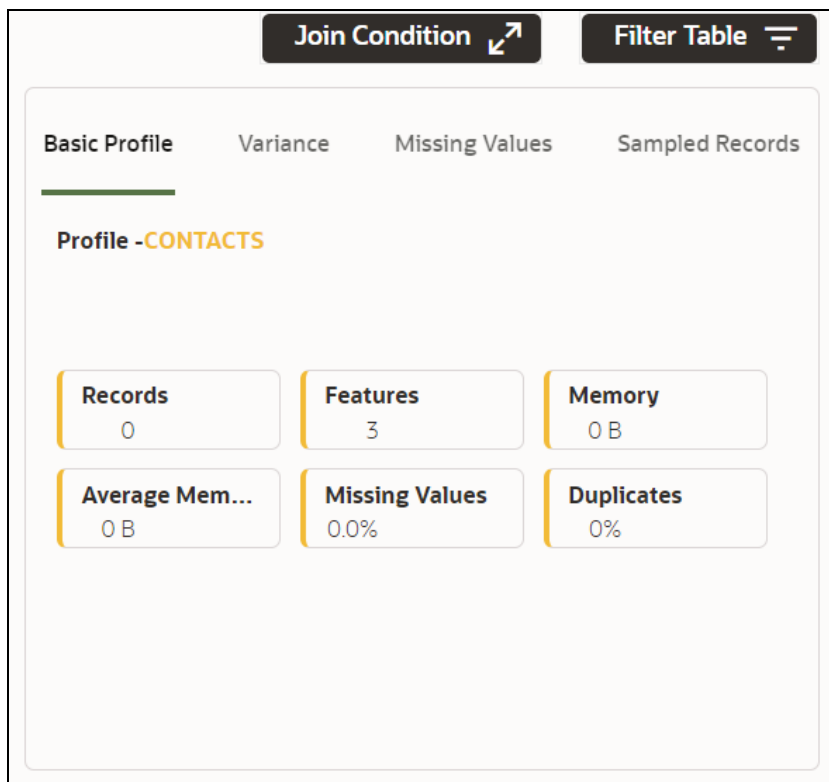 Join Condition Filter Table
Basic Profile Variance Missing Values Sampled Records
Profile -CONTACTS
Records Features Memory
0 3 0 B
Average Mem... Missing Values Duplicates
0 B 0.0% 0%